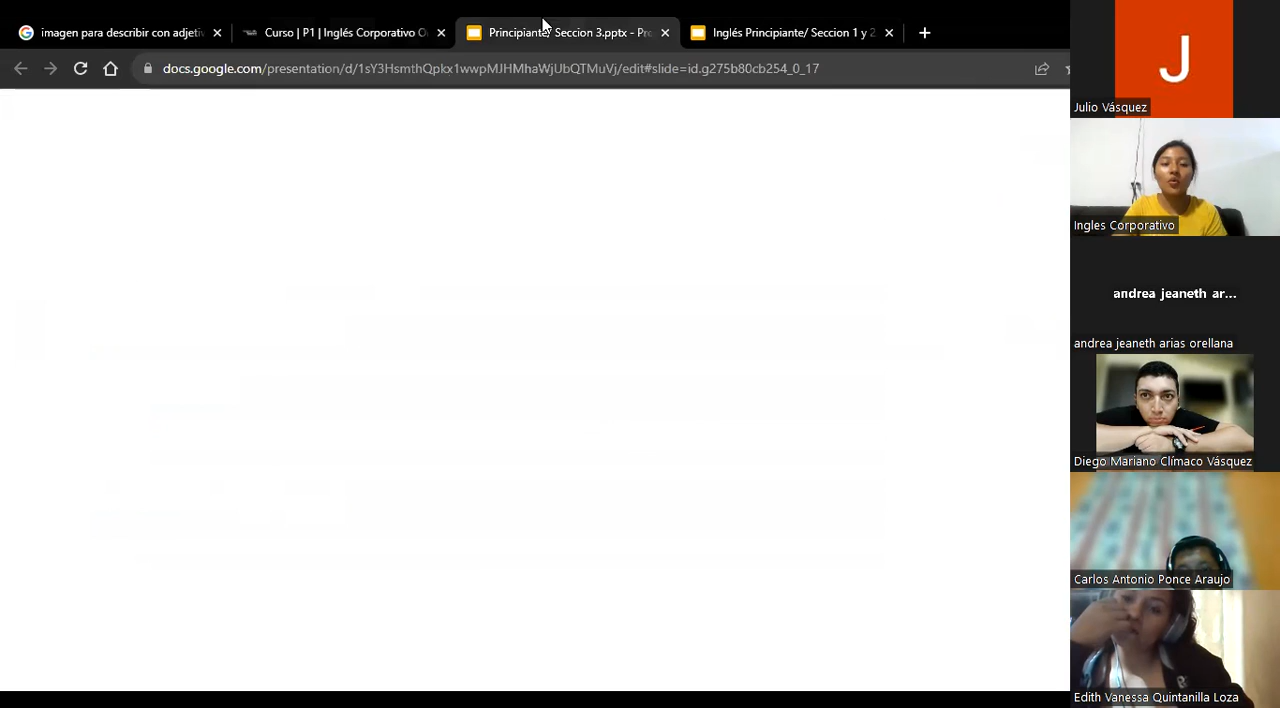 imagen para describir con adjetiv
Curso | P1 | Inglés Corporativo O
Principiante/ Seccion 3.pptx - Pre
Inglés Principiante/ Seccion 1 y 2
docs.google.com/presentation/d/1sY3HsmthQpkx1wwpMJHMhaWjUbQTMuVj/edit#slide=id.g275b80cb254_0_17
J
Julio Vásquez
Ingles Corporativo
andrea jeaneth ar...
andrea jeaneth arias orellana
Diego Mariano Clímaco Vásquez
Carlos Antonio Ponce Araujo
Edith Vanessa Quintanilla Loza